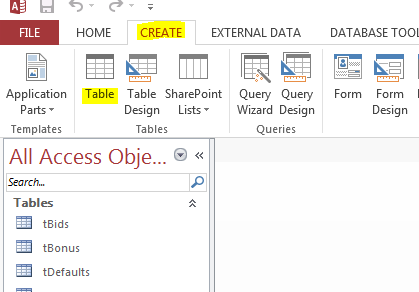 FILE HOME CREATE EXTERNAL DATA DATABASE TOOL
Application Parts Table Table Design SharePoint Lists Query Wizard Query Design Form Form Design
Templates Tables Queries
All Access Obje...
Search...
Tables
tBids
tBonus
tDefaults